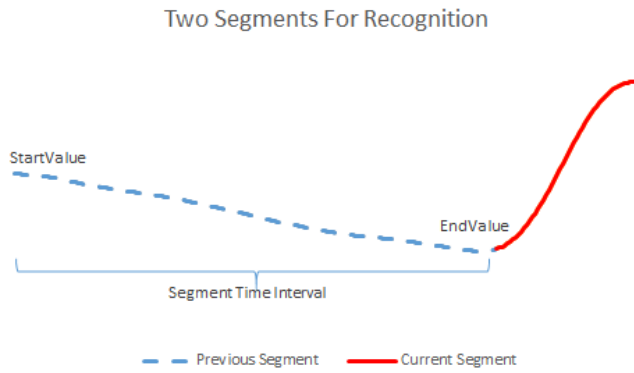 Two Segments For Recognition
StartValue
EndValue
Segment Time Interval
Previous Segment
Current Segment